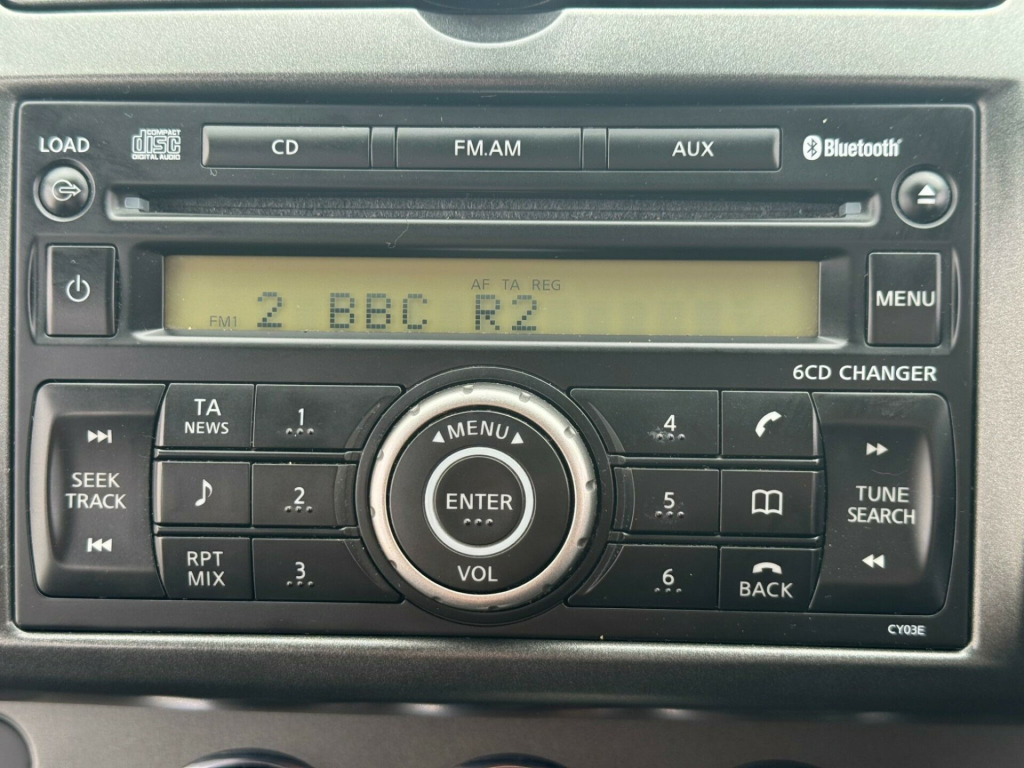 LOAD
COMPACT
disc
DIGITAL AUDIO
CD
FM.AM
AUX
Bluetooth
AF TA REG
FM1 2 BBC R2
MENU
6CD CHANGER
SEEK
TRACK
TA
NEWS
1
2
RPT
MIX
3
MENU
ENTER
VOL
4
5
6
BACK
TUNE
SEARCH
CY03E